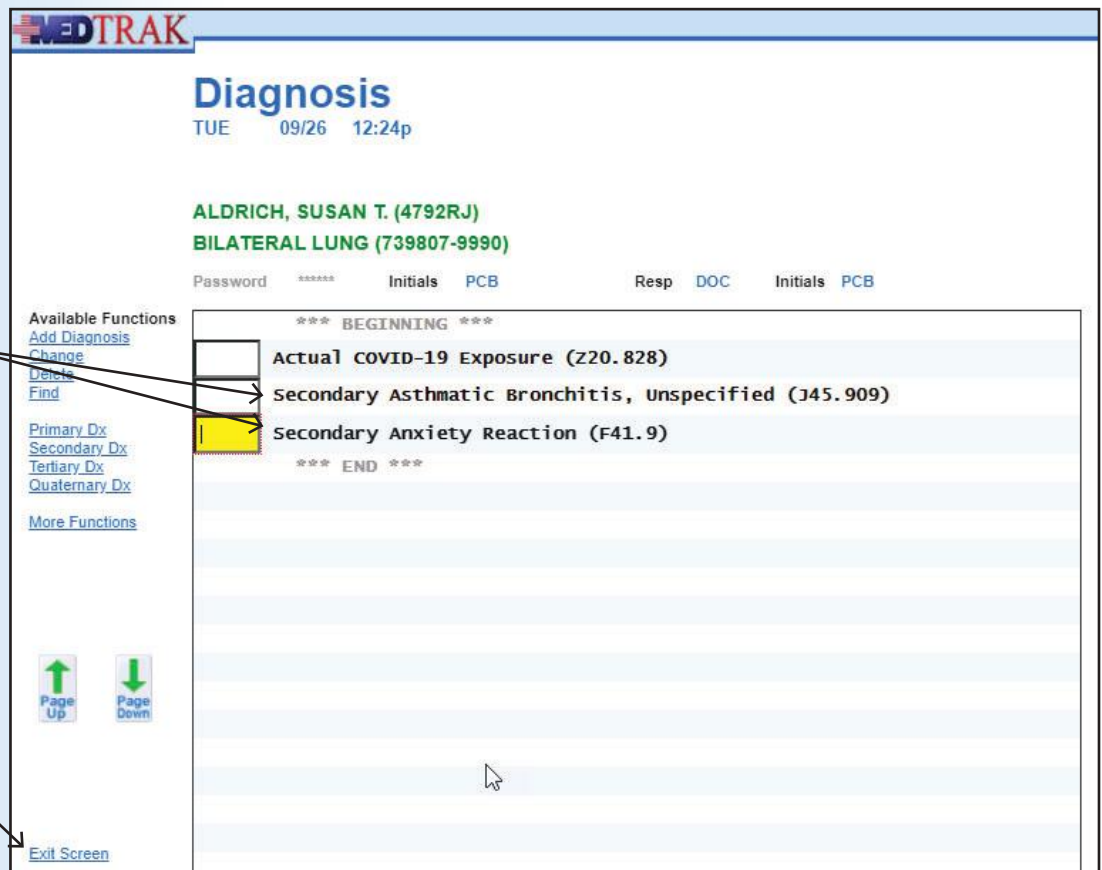 MEDTRAK
Diagnosis
TUE 09/26 12:24p
ALDRICH, SUSAN T. (4792RJ)
BILATERAL LUNG (739807-9990)
Password ****** Initials PCB Resp DOC Initials PCB
Available Functions
Add Diagnosis
Change
Delete
Find
Primary Dx
Secondary Dx
Tertiary Dx
Quaternary Dx
More Functions
Page Up
Page Down
Exit Screen
*** BEGINNING ***
Actual COVID-19 Exposure (Z20.828)
Secondary Asthmatic Bronchitis, Unspecified (J45.909)
Secondary Anxiety Reaction (F41.9)
*** END ***